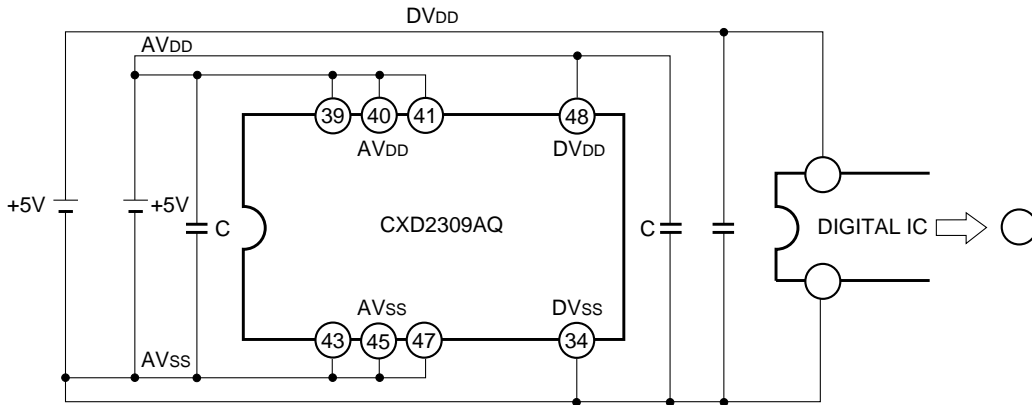 DVDD
AVDD
39 40 41 48
AVDD DVDD
+5V +5V C CXD2309AQ C DIGITAL IC
AVSS DVSS
43 45 47 34
AVSS